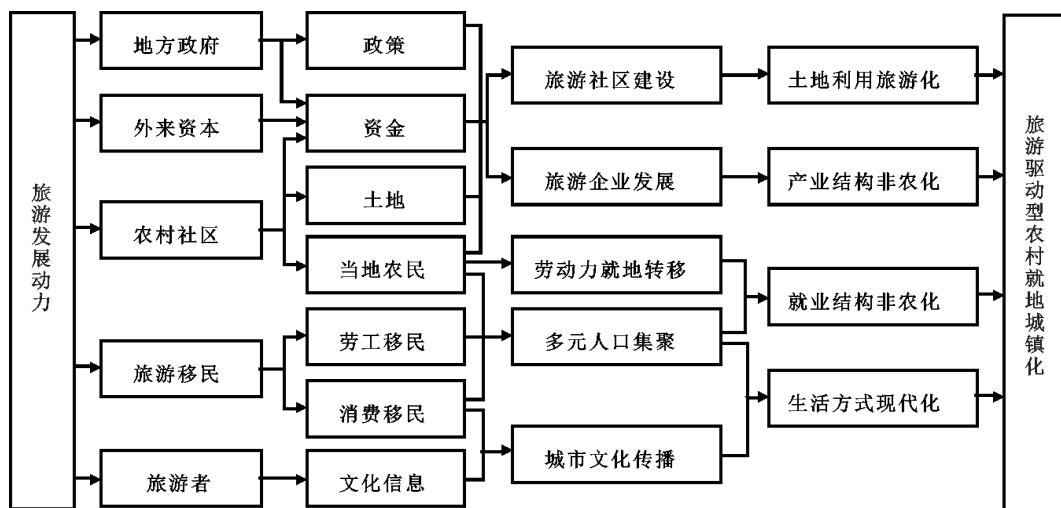 旅游发展动力
地方政府
外来资本
农村社区
旅游移民
旅游者
政策
资金
土地
当地农民
劳工移民
消费移民
文化信息
旅游社区建设
旅游企业发展
劳动力就地转移
多元人口集聚
城市文化传播
土地利用旅游化
产业结构非农化
就业结构非农化
生活方式现代化
旅游驱动型农村就地城镇化